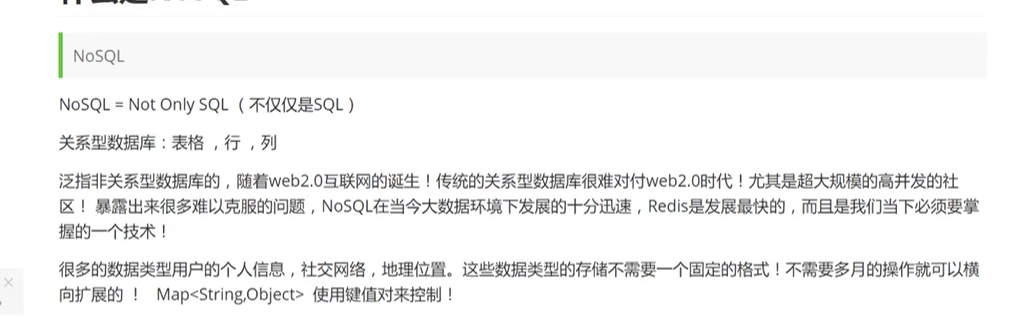 NoSQL
NoSQL = Not Only SQL （不仅仅是SQL）
关系型数据库：表格 ，行 ，列
泛指非关系型数据库的，随着web2.0互联网的诞生！传统的关系型数据库很难对付web2.0时代！尤其是超大规模的高并发的社
区！ 暴露出来很多难以克服的问题，NoSQL在当今大数据环境下发展的十分迅速，Redis是发展最快的，而且是我们当下必须要掌
握的一个技术！
很多的数据类型用户的个人信息，社交网络，地理位置。这些数据类型的存储不需要一个固定的格式！不需要多月的操作就可以横
向扩展的 ！ Map<String,Object> 使用键值对来控制！